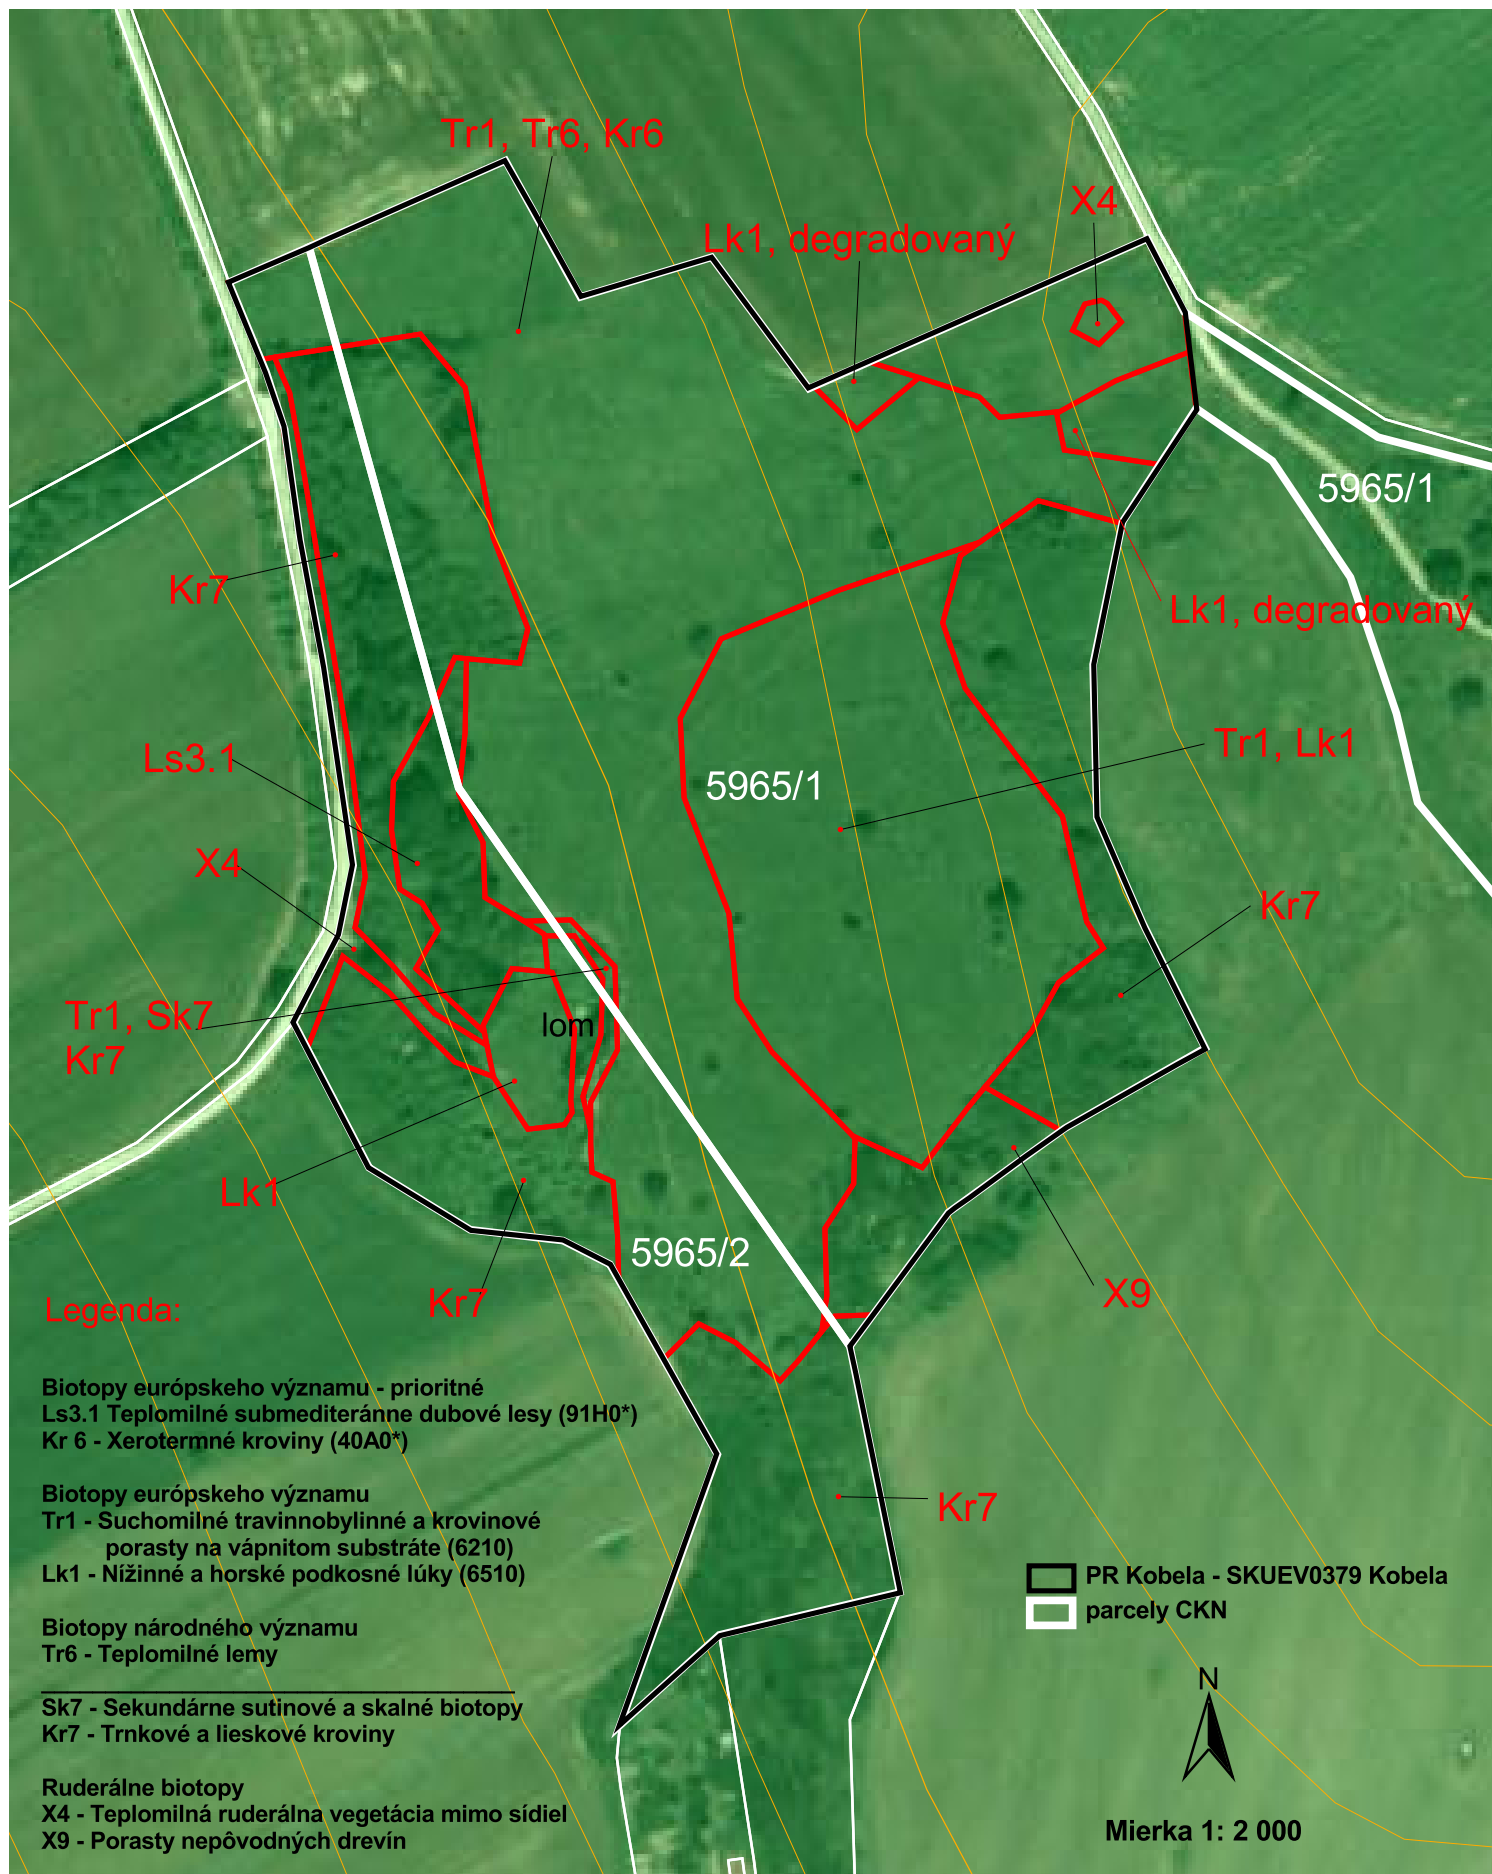 Tr1, Tr6, Kr6
X4
Lk1, degradovaný
5965/1
Kr7
Lk1, degradovaný
Ls3.1
Tr1, Lk1
5965/1
X4
Kr7
Tr1, Sk7
Kr7
lom
Lk1
5965/2
X9
Kr7
Legenda:
Biotopy európskeho významu - prioritné
Ls3.1 Teplomilné submediteránne dubové lesy (91H0*)
Kr 6 - Xerotermné kroviny (40A0*)
Biotopy európskeho významu
Tr1 - Suchomilné travinnobylinné a krovinové
porasty na vápnitom substráte (6210)
Lk1 - Nížinné a horské podkosné lúky (6510)
Kr7
Biotopy národného významu
Tr6 - Teplomilné lemy
Sk7 - Sekundárne sutinové a skalné biotopy
Kr7 - Trnkové a lieskové kroviny
Ruderálne biotopy
X4 - Teplomilná ruderálna vegetácia mimo sídiel
X9 - Porasty nepôvodných drevín
PR Kobela - SKUEV0379 Kobela
parcely CKN
N
Mierka 1: 2 000